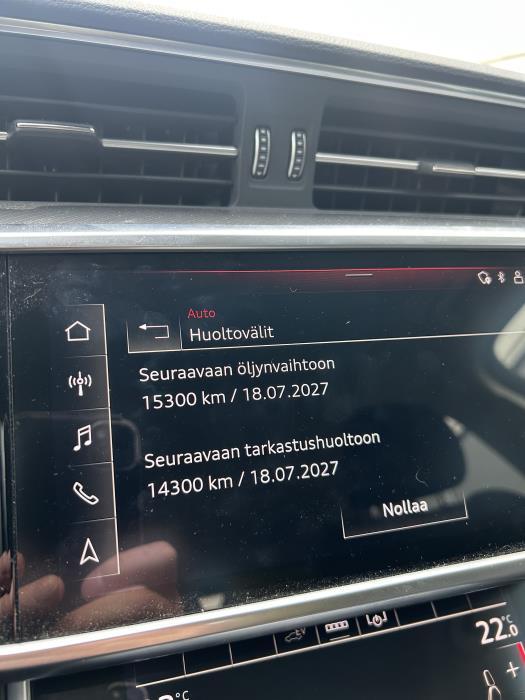 Auto
Huoltovälit
Seuraavaan öljynvaihtoon
15300 km / 18.07.2027
Seuraavaan tarkastushuoltoon
14300 km / 18.07.2027
Nollaa
EV
22.0 °C
°C